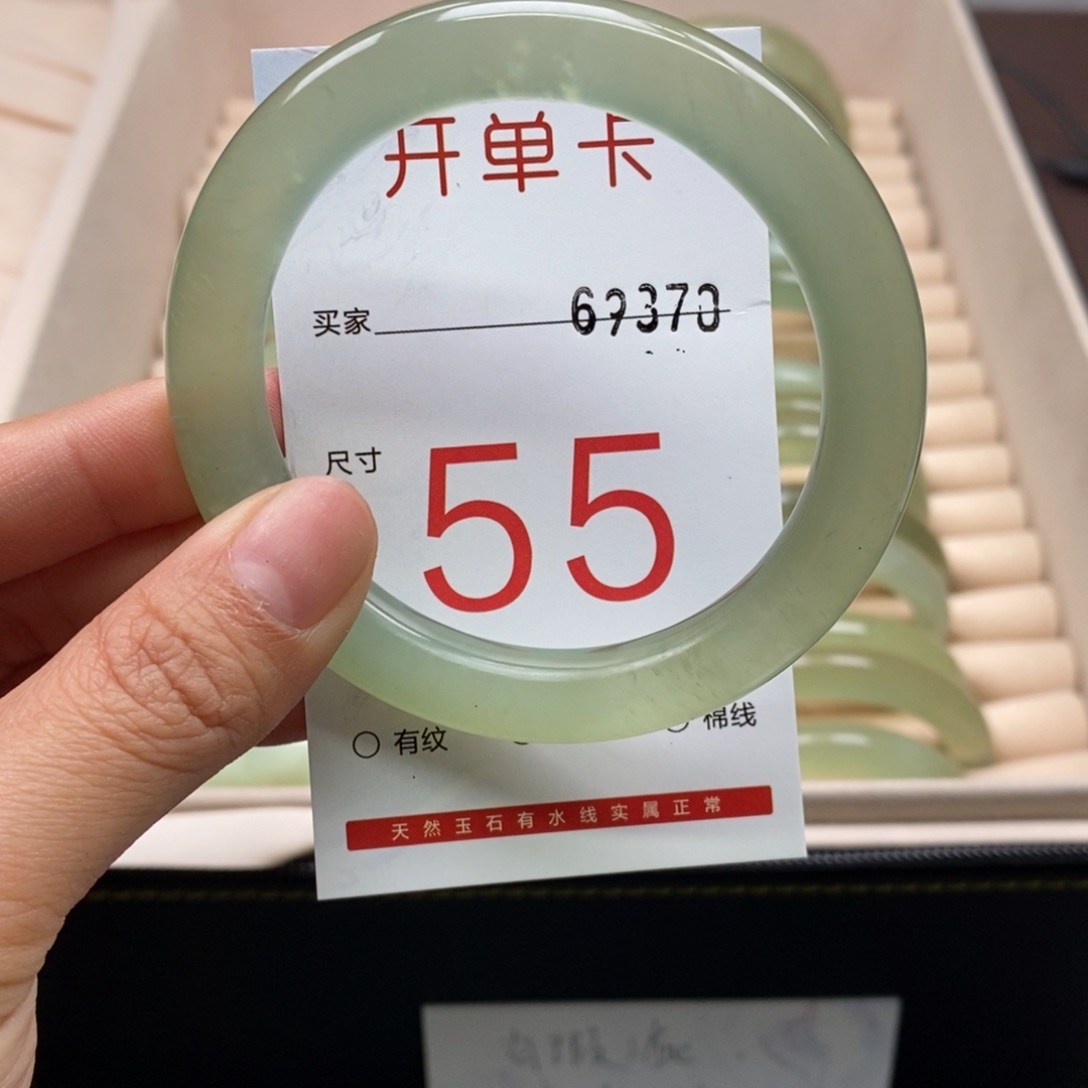 开单卡
买家 69370
尺寸 55
有纹 棉线
天然玉石有水线实属正常